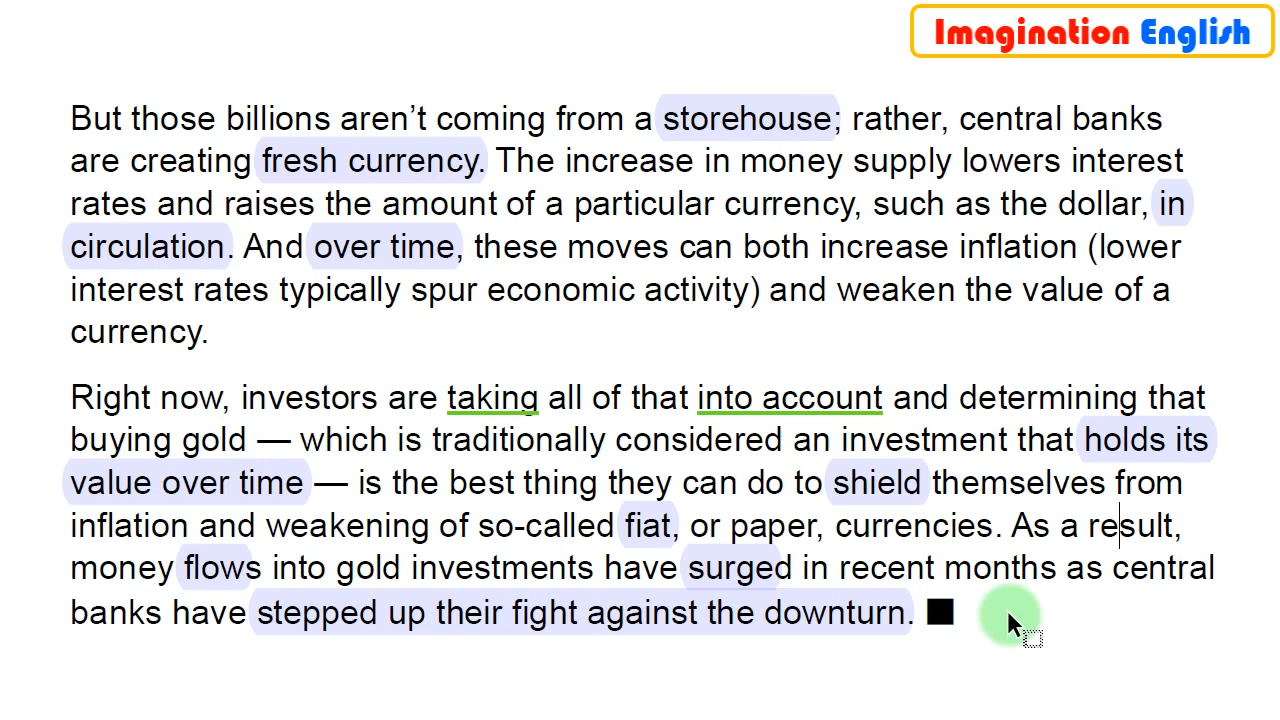 Imagination English
But those billions aren’t coming from a storehouse; rather, central banks
are creating fresh currency. The increase in money supply lowers interest
rates and raises the amount of a particular currency, such as the dollar, in
circulation. And over time, these moves can both increase inflation (lower
interest rates typically spur economic activity) and weaken the value of a
currency.
Right now, investors are taking all of that into account and determining that
buying gold — which is traditionally considered an investment that holds its
value over time — is the best thing they can do to shield themselves from
inflation and weakening of so-called fiat, or paper, currencies. As a result,
money flows into gold investments have surged in recent months as central
banks have stepped up their fight against the downturn. ■